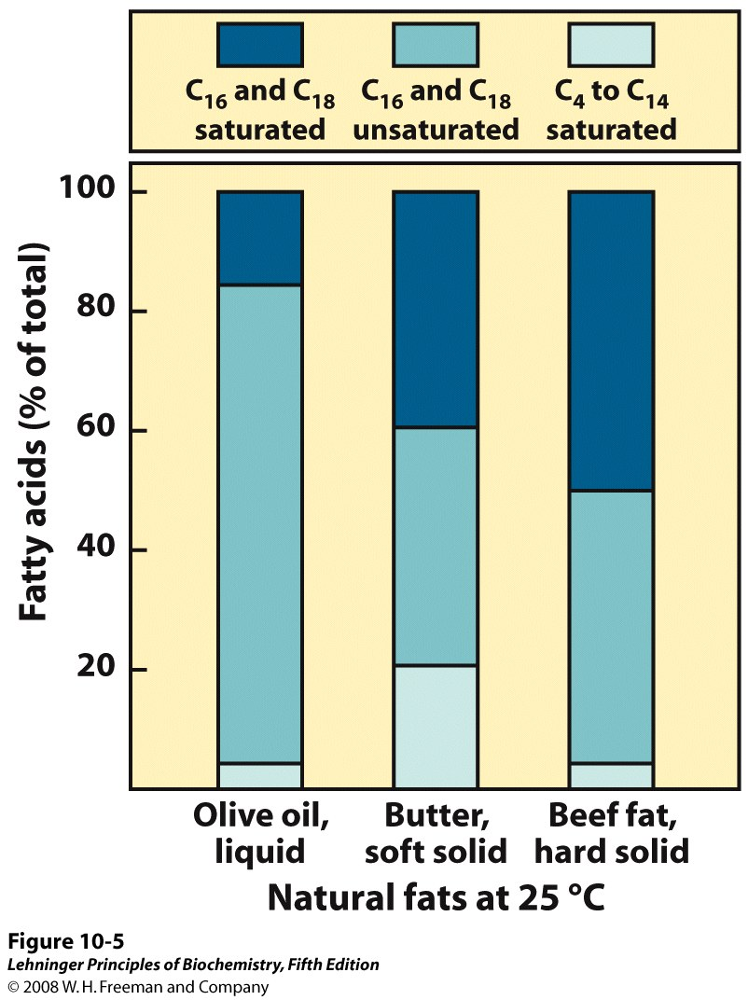 C16 and C18 saturated
C16 and C18 unsaturated
C4 to C14 saturated
Fatty acids (% of total)
100
80
60
40
20
Olive oil, liquid
Butter, soft solid
Beef fat, hard solid
Natural fats at 25 °C
Figure 10-5
Lehninger Principles of Biochemistry, Fifth Edition
© 2008 W. H. Freeman and Company